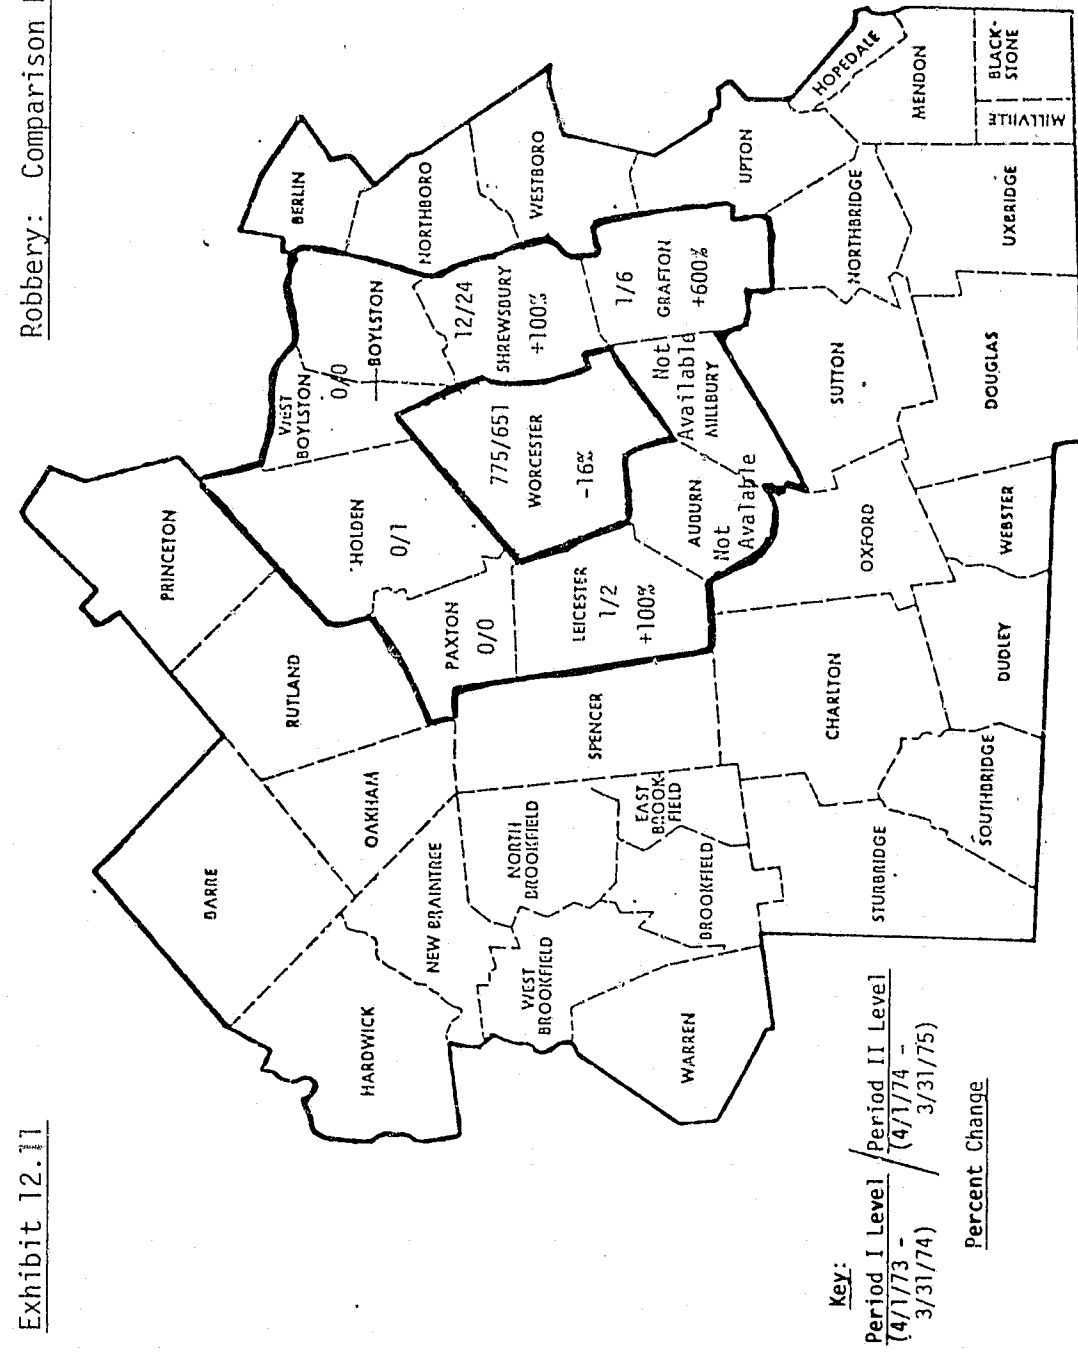 Exhibit 12.11
Robbery: Comparison
BERLIN
NORTHBORO
WESTBORO
UPTON
HOPEDALE
MENDON
BLACK-
STONE
MILLVILLE
UXBRIDGE
NORTHBRIDGE
WEST
BOYLSTON
0/0
BOYLSTON
12/24
SHREWSBURY
+100%
1/6
GRAFTON
+600%
Not
Available
MILLBURY
775/651
WORCESTER
-16%
AUBURN
Not
Available
SUTTON
DOUGLAS
PRINCETON
HOLDEN
0/1
PAXTON
0/0
LEICESTER
1/2
+100%
OXFORD
WEBSTER
RUTLAND
OAKHAM
SPENCER
CHARLTON
DUDLEY
BARRE
NEW BRAINTREE
NORTH
BROOKFIELD
EAST
BROOK-
FIELD
BROOKFIELD
STURBRIDGE
SOUTHBRIDGE
HARDWICK
WEST
BROOKFIELD
WARREN
Key:
Period I Level / Period II Level
(4/1/73 - (4/1/74 -
3/31/74) 3/31/75)
Percent Change